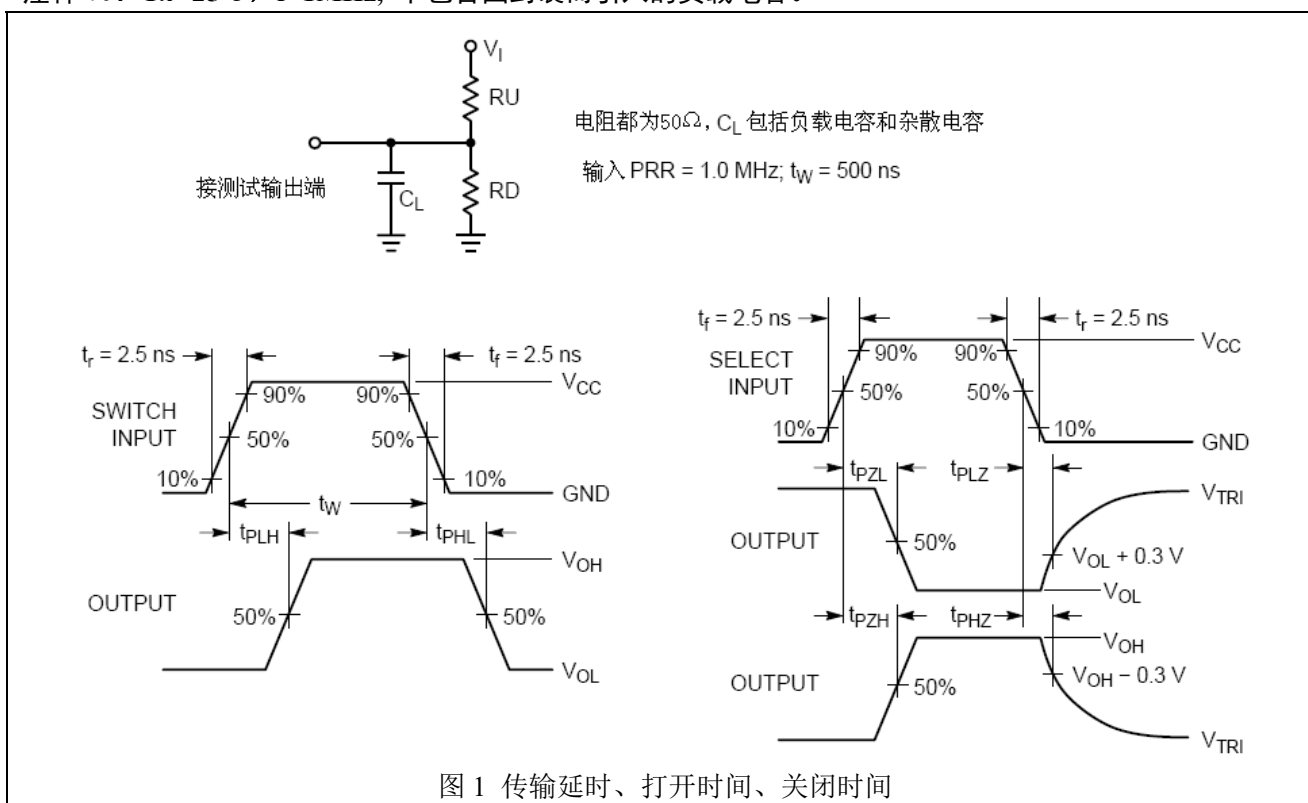 V_I
RU
电阻都为50Ω, C_L 包括负载电容和杂散电容
输入 PRR = 1.0 MHz; t_W = 500 ns
接测试输出端
C_L
RD
t_r = 2.5 ns
t_f = 2.5 ns
V_CC
SWITCH
INPUT
90%
90%
50%
50%
10%
10%
GND
t_W
t_PLH
t_PHL
V_OH
OUTPUT
50%
50%
V_OL
t_f = 2.5 ns
t_r = 2.5 ns
V_CC
SELECT
INPUT
90%
90%
50%
50%
10%
10%
GND
t_PZL
t_PLZ
V_TRI
OUTPUT
50%
V_OL + 0.3 V
V_OL
t_PZH
t_PHZ
V_OH
V_OH − 0.3 V
OUTPUT
50%
V_TRI
图 1 传输延时、打开时间、关闭时间